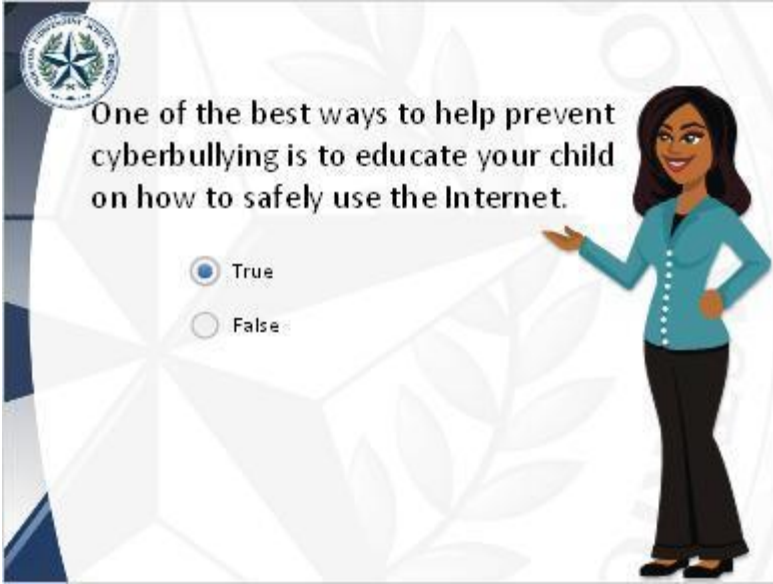 One of the best ways to help prevent
cyberbullying is to educate your child
on how to safely use the Internet.
True
False